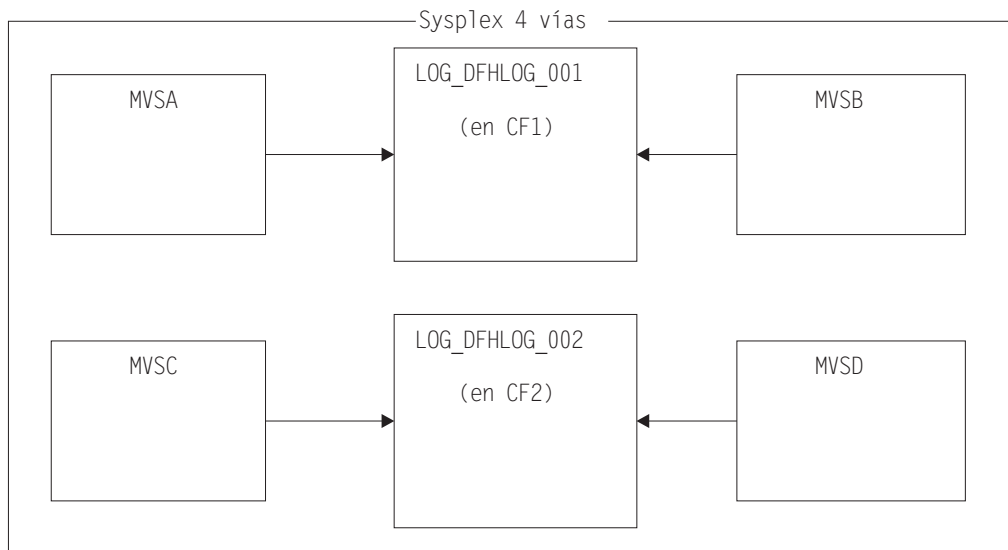 Sysplex 4 vías
MVSA
LOG_DFHLOG_001
(en CF1)
MVSB
MVSC
LOG_DFHLOG_002
(en CF2)
MVSD